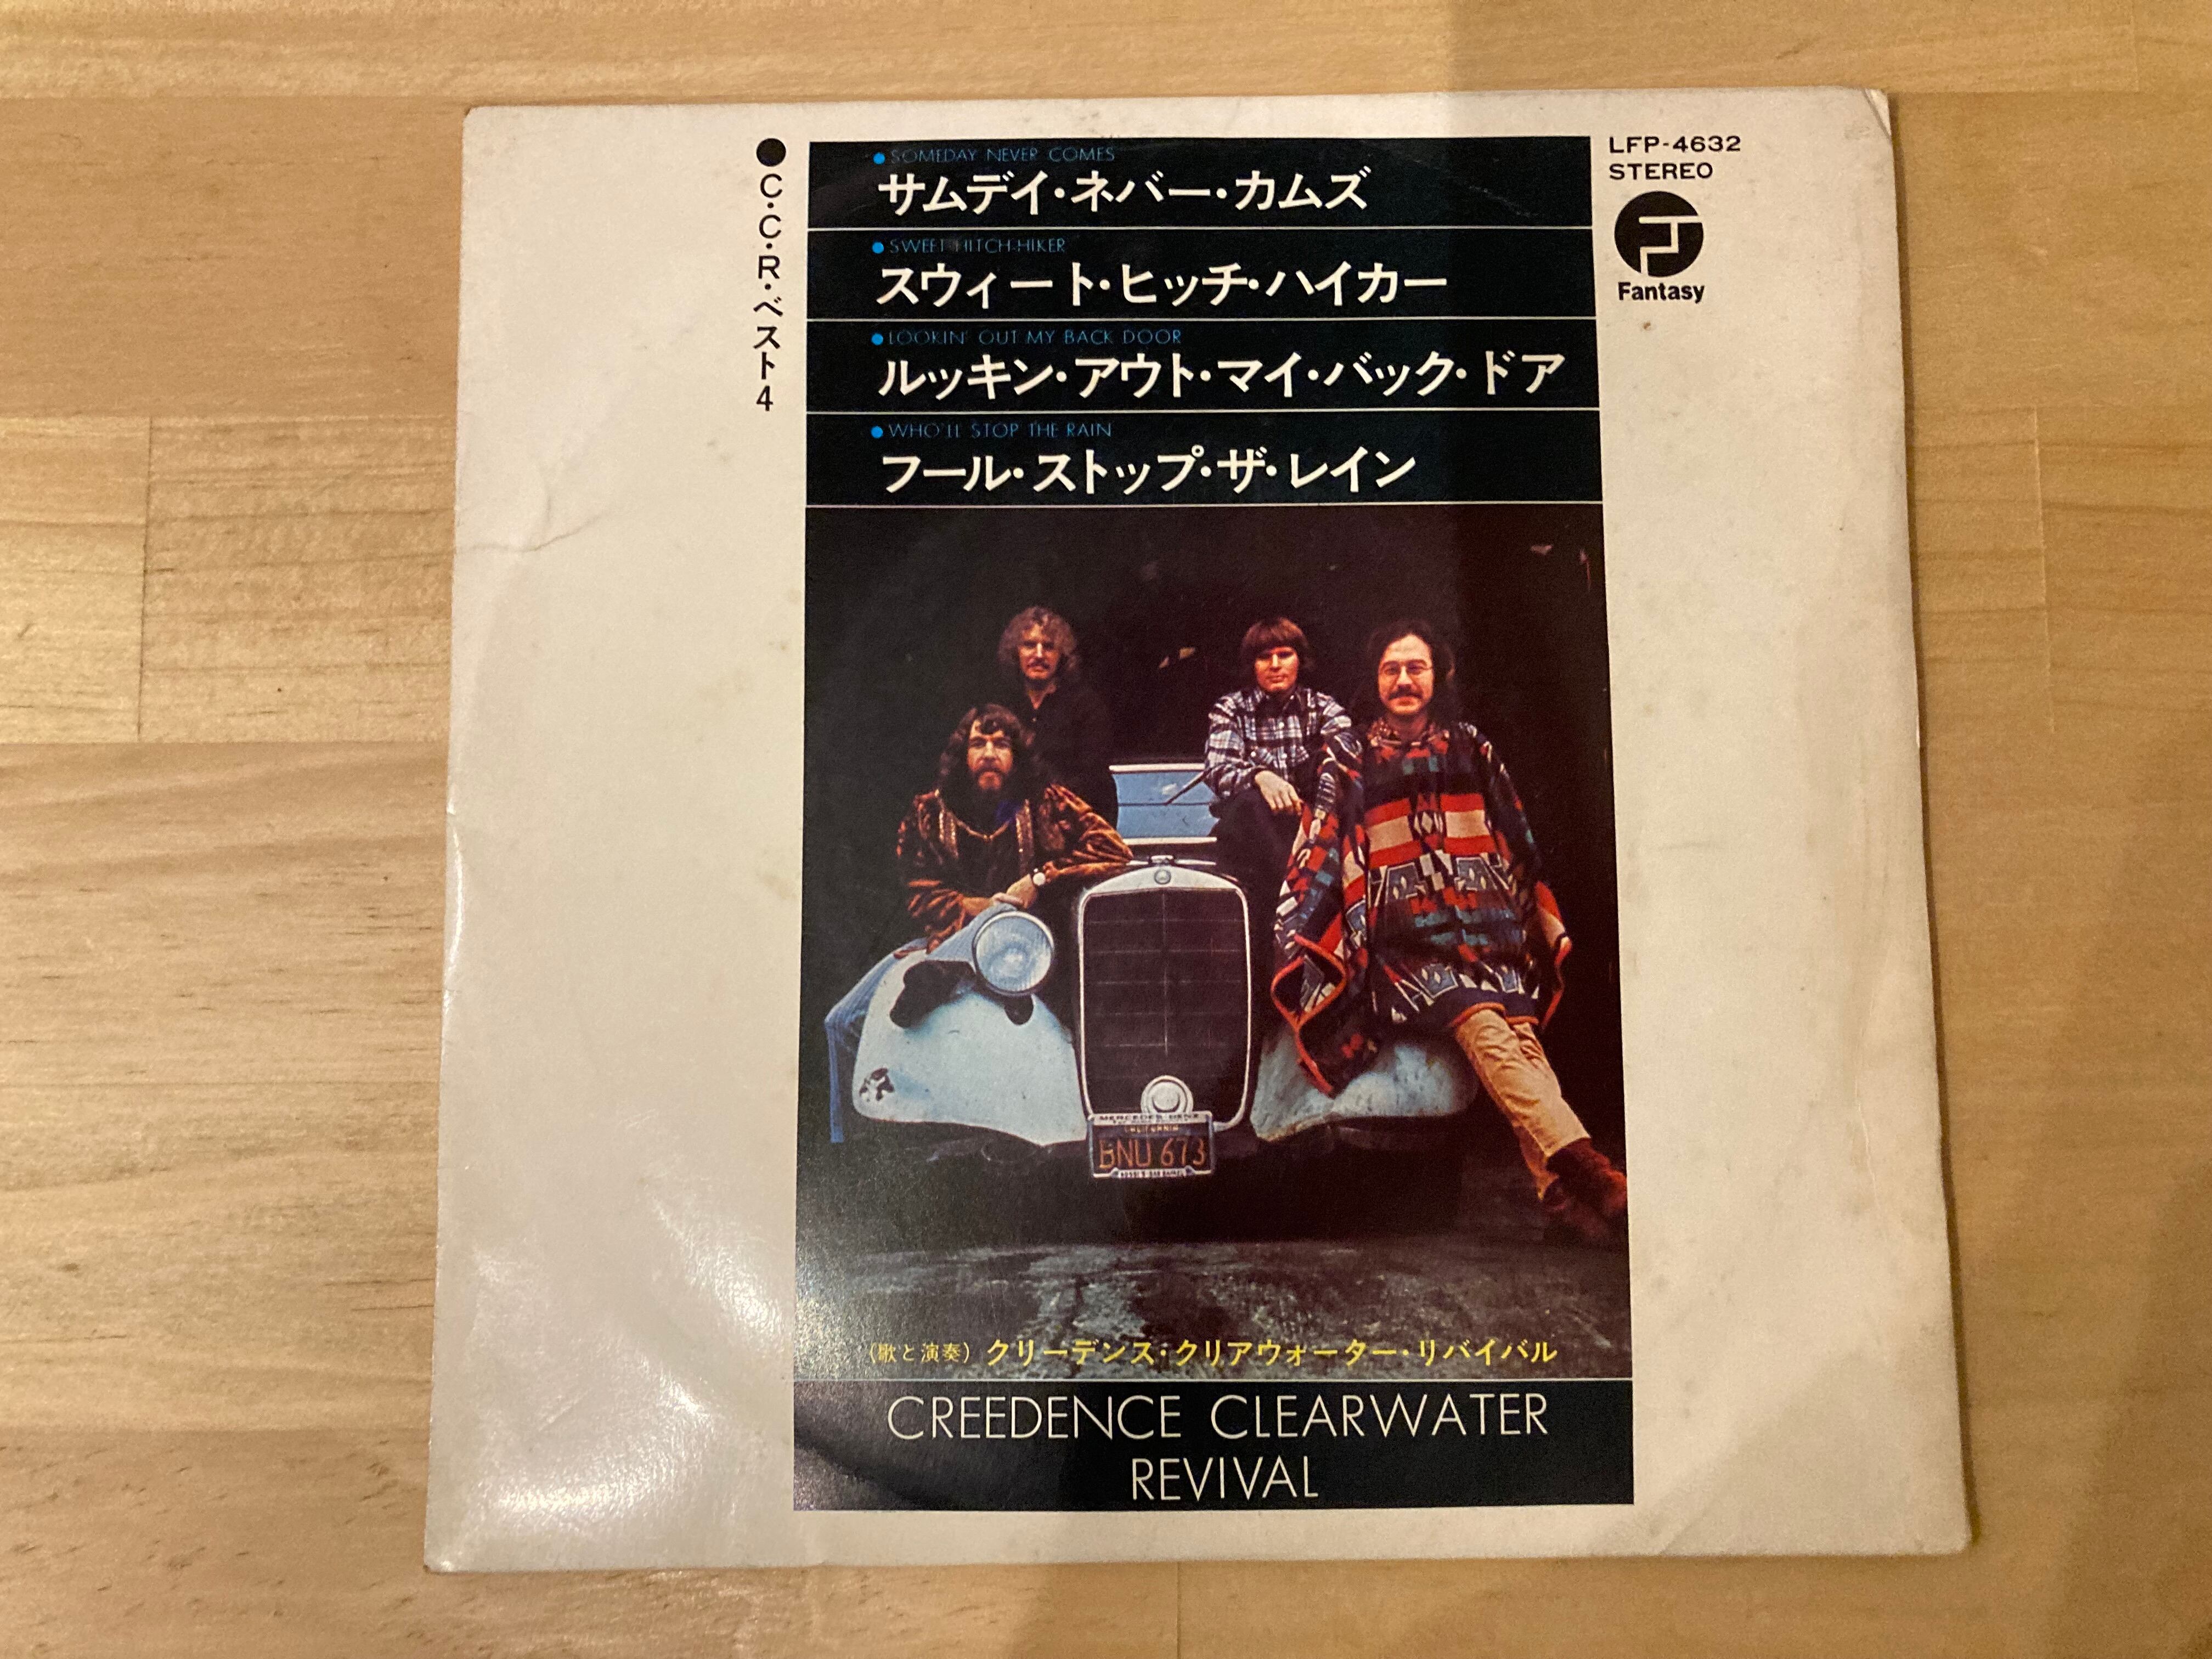 ●C・C・R・ベスト4
●SOMEDAY NEVER COMES
サムデイ・ネバー・カムズ
●SWEET HITCH-HIKER
スウィート・ヒッチ・ハイカー
●LOOKIN' OUT MY BACK DOOR
ルッキン・アウト・マイ・バック・ドア
●WHO'LL STOP THE RAIN
フール・ストップ・ザ・レイン
LFP-4632
STEREO
Fantasy
MERCEDES BENZ
CALIFORNIA
BNU 673
(歌と演奏) クリーデンス・クリアウォーター・リバイバル
CREEDENCE CLEARWATER
REVIVAL